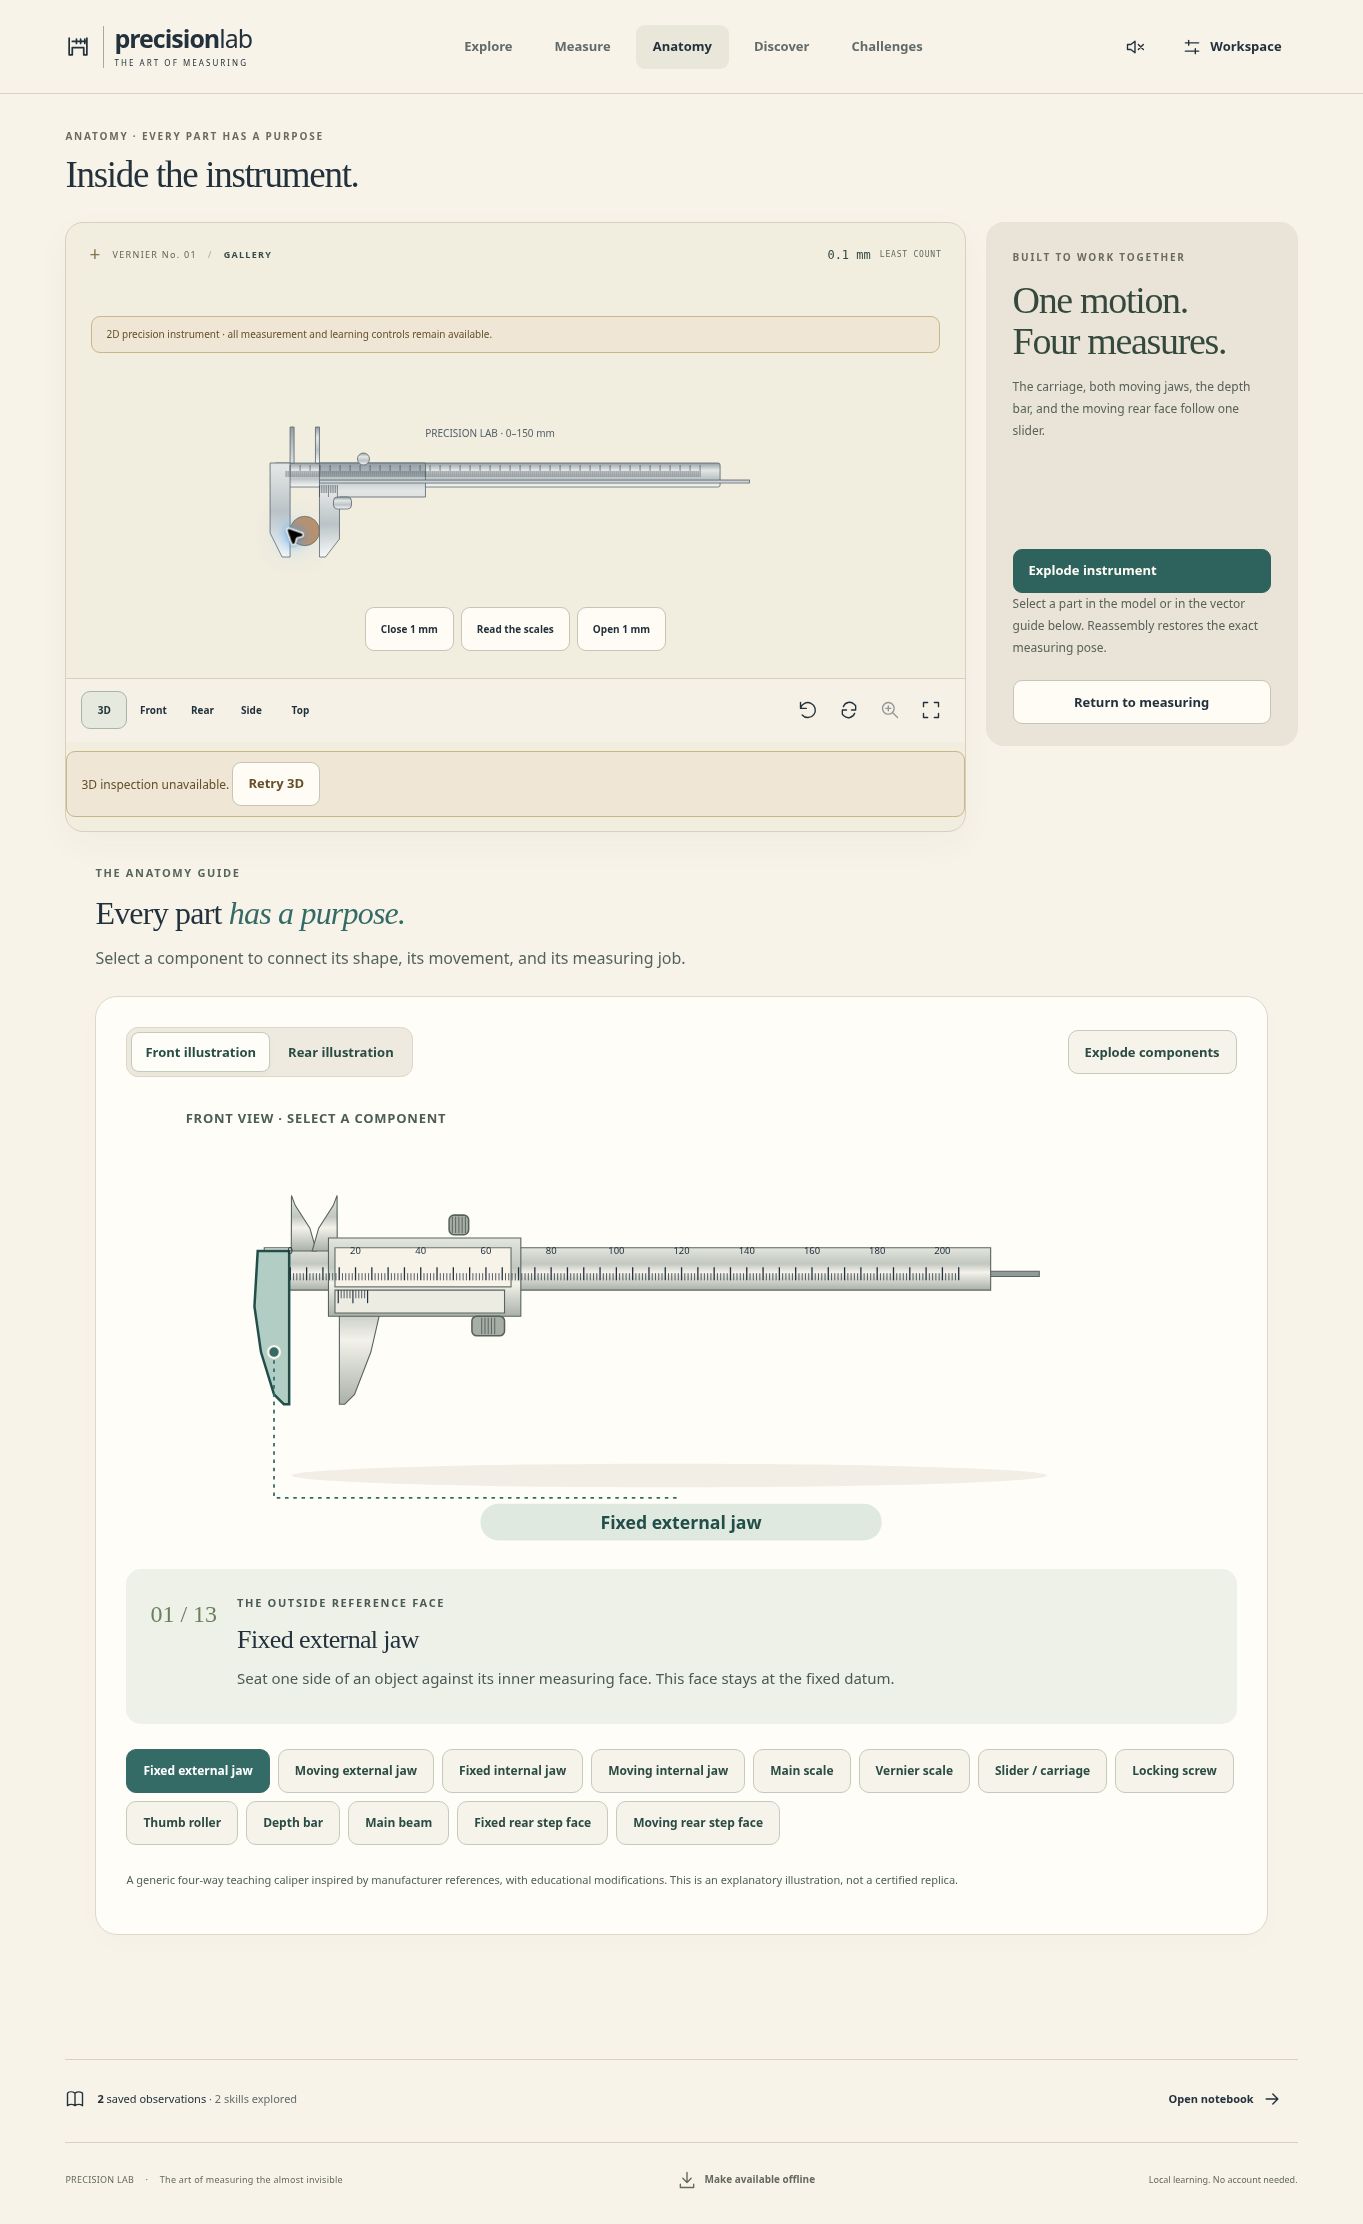 precisionlab
THE ART OF MEASURING
Explore
Measure
Anatomy
Discover
Challenges
Workspace
ANATOMY · EVERY PART HAS A PURPOSE
Inside the instrument.
VERNIER No. 01 / GALLERY
0.1 mm LEAST COUNT
2D precision instrument · all measurement and learning controls remain available.
PRECISION LAB · 0–150 mm
Close 1 mm
Read the scales
Open 1 mm
3D
Front
Rear
Side
Top
3D inspection unavailable.
Retry 3D
BUILT TO WORK TOGETHER
One motion.
Four measures.
The carriage, both moving jaws, the depth
bar, and the moving rear face follow one
slider.
Explode instrument
Select a part in the model or in the vector
guide below. Reassembly restores the exact
measuring pose.
Return to measuring
THE ANATOMY GUIDE
Every part has a purpose.
Select a component to connect its shape, its movement, and its measuring job.
Front illustration
Rear illustration
Explode components
FRONT VIEW · SELECT A COMPONENT
0 20 40 60 80 100 120 140 160 180 200
Fixed external jaw
01 / 13
THE OUTSIDE REFERENCE FACE
Fixed external jaw
Seat one side of an object against its inner measuring face. This face stays at the fixed datum.
Fixed external jaw
Moving external jaw
Fixed internal jaw
Moving internal jaw
Main scale
Vernier scale
Slider / carriage
Locking screw
Thumb roller
Depth bar
Main beam
Fixed rear step face
Moving rear step face
A generic four-way teaching caliper inspired by manufacturer references, with educational modifications. This is an explanatory illustration, not a certified replica.
2 saved observations · 2 skills explored
Open notebook
PRECISION LAB · The art of measuring the almost invisible
Make available offline
Local learning. No account needed.